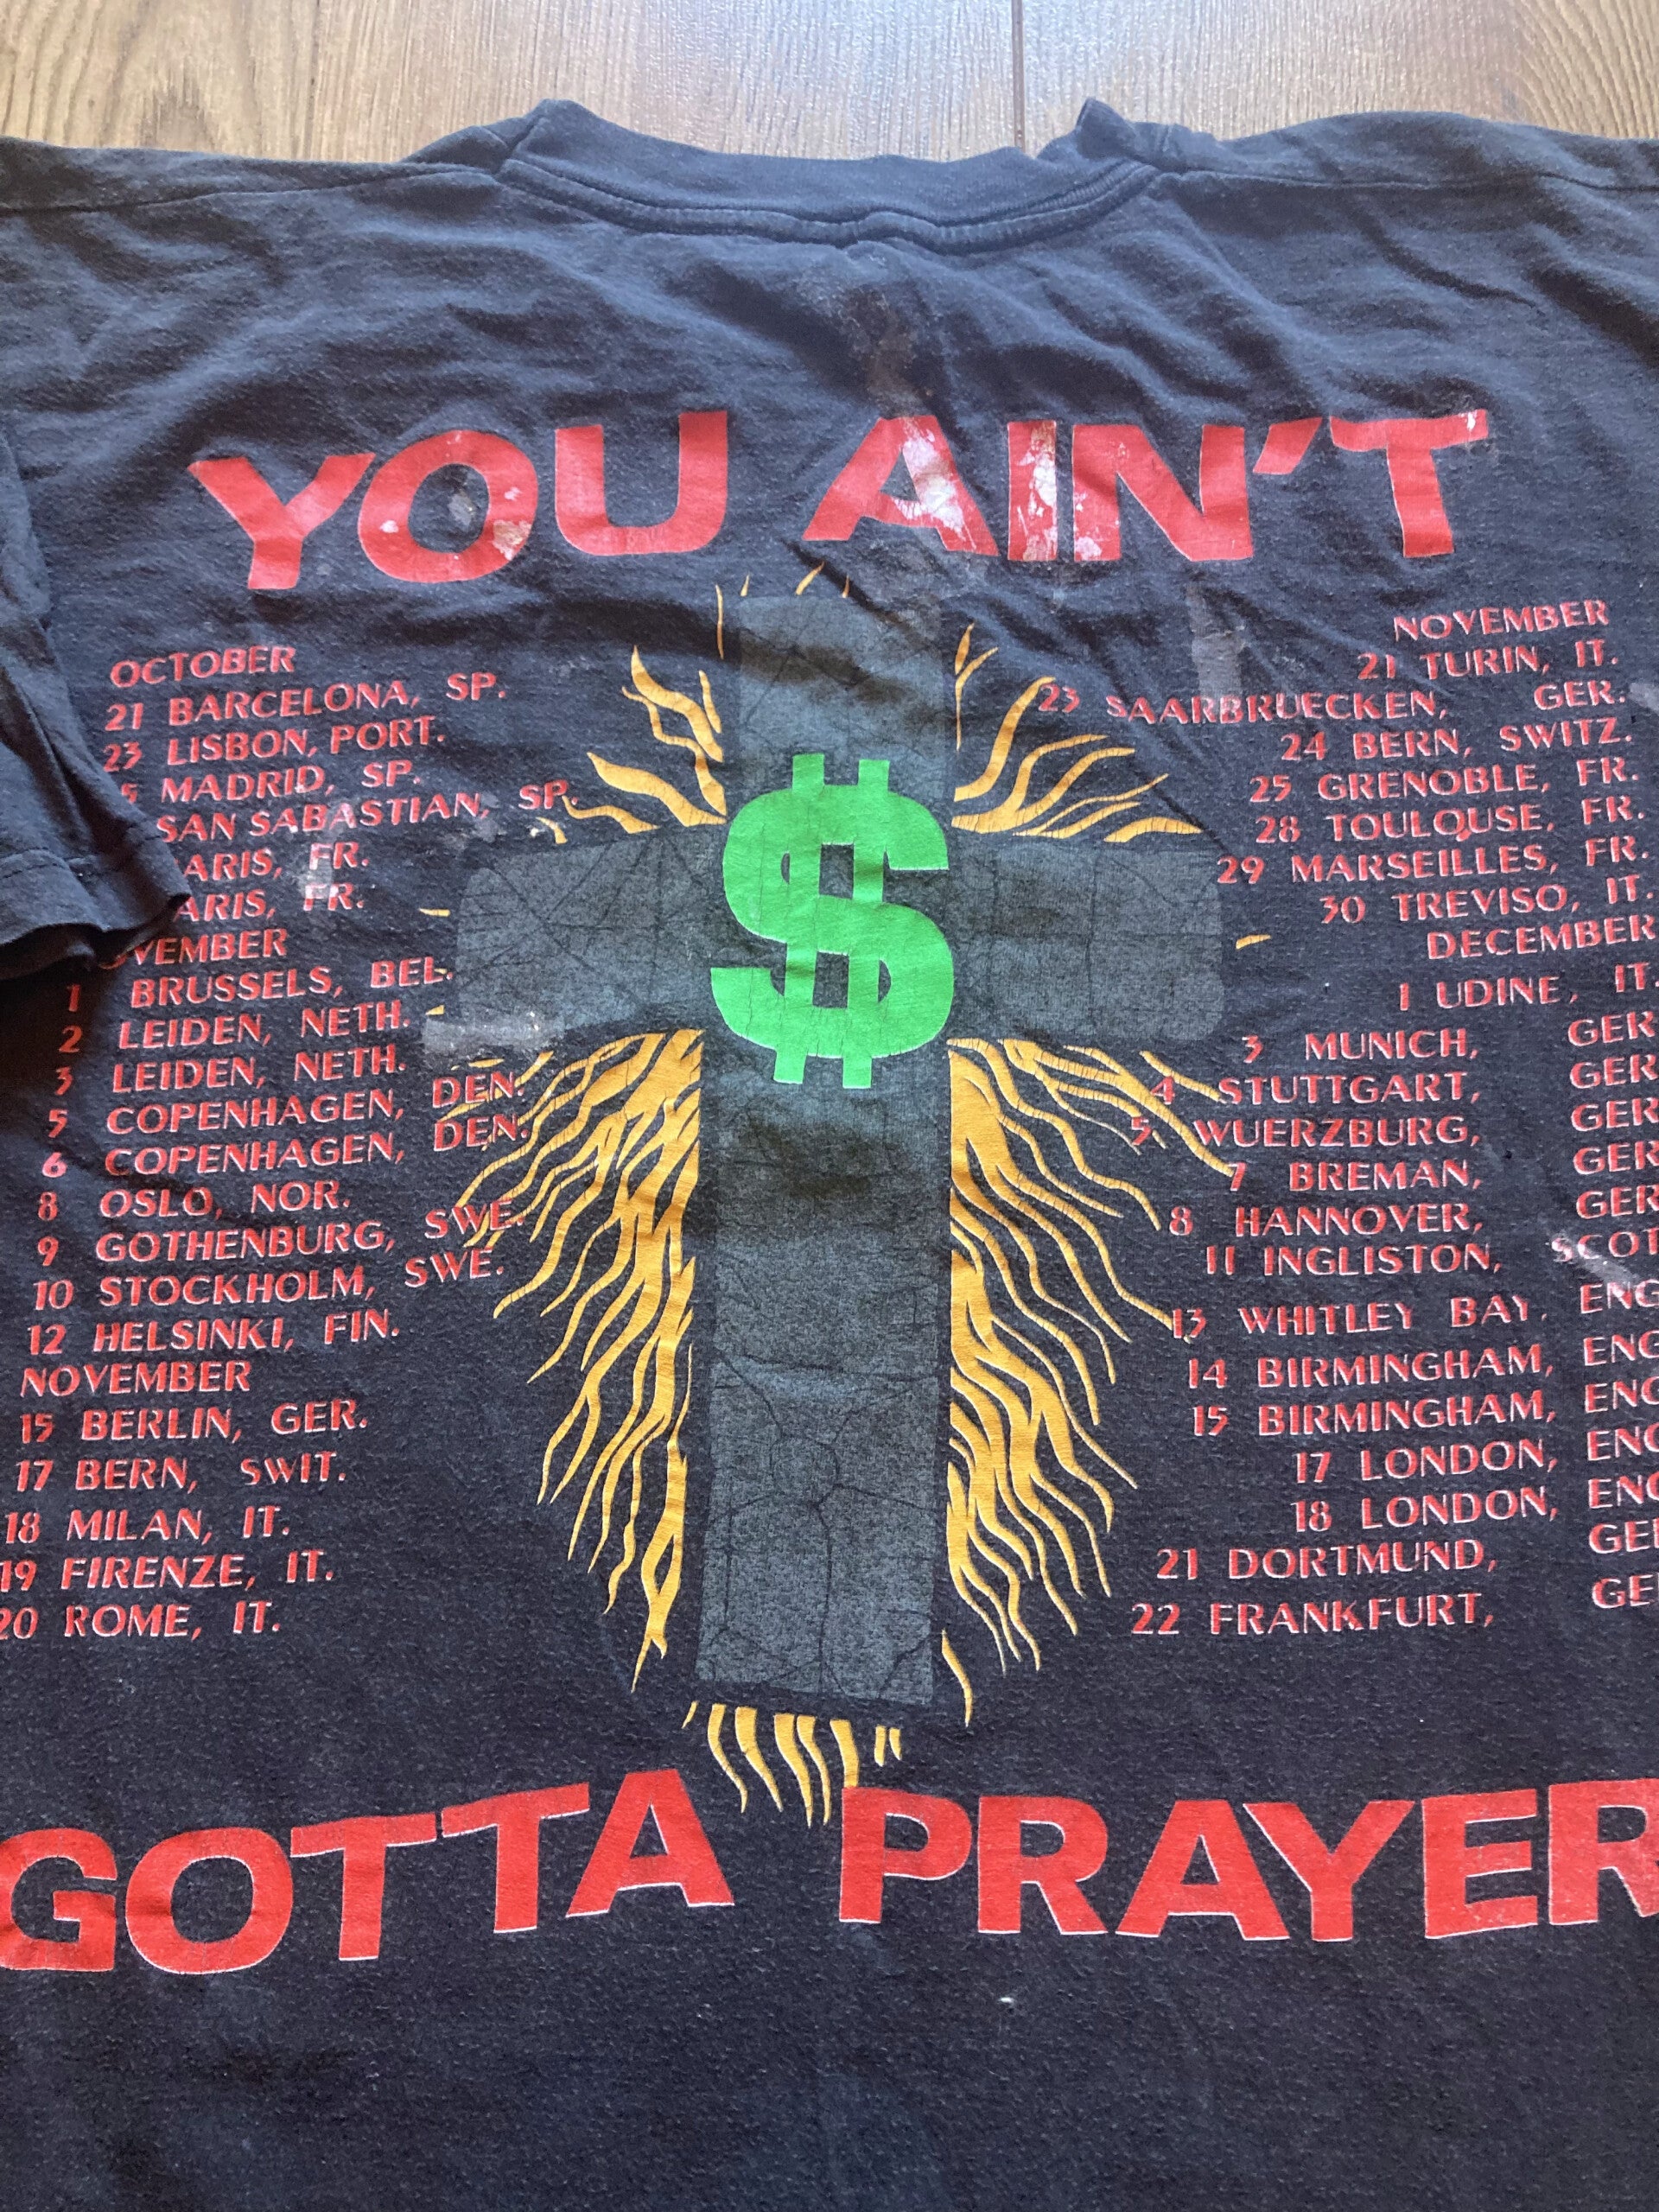 YOU AIN'T
OCTOBER
21 BARCELONA, SP.
23 LISBON, PORT.
5 MADRID, SP.
SAN SABASTIAN, SP.
ARIS, FR.
ARIS, FR.
VEMBER
1 BRUSSELS, BEL.
2 LEIDEN, NETH.
3 LEIDEN, NETH.
5 COPENHAGEN, DEN.
6 COPENHAGEN, DEN.
8 OSLO, NOR.
9 GOTHENBURG, SWE.
10 STOCKHOLM, SWE.
12 HELSINKI, FIN.
NOVEMBER
15 BERLIN, GER.
17 BERN, SWIT.
18 MILAN, IT.
19 FIRENZE, IT.
20 ROME, IT.
NOVEMBER
21 TURIN, IT.
23 SAARBRUECKEN, GER.
24 BERN, SWITZ.
25 GRENOBLE, FR.
28 TOULOUSE, FR.
29 MARSEILLES, FR.
30 TREVISO, IT.
DECEMBER
1 UDINE, IT.
3 MUNICH, GER
4 STUTTGART, GER
5 WUERZBURG, GER
7 BREMAN, GER
8 HANNOVER, GER
11 INGLISTON, SCOT
13 WHITLEY BAY, ENG
14 BIRMINGHAM, ENG
15 BIRMINGHAM, ENG
17 LONDON, ENG
18 LONDON, ENG
21 DORTMUND, GE
22 FRANKFURT, GE
$
GOTTA PRAYER